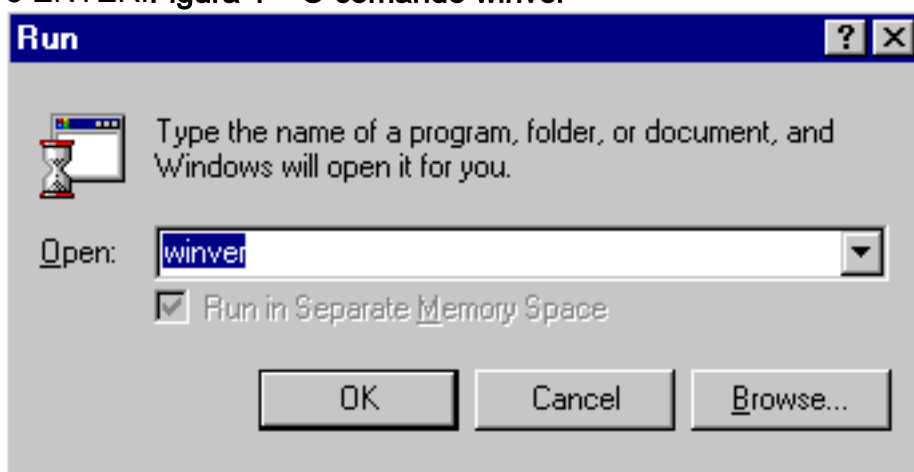 Run
Type the name of a program, folder, or document, and
Windows will open it for you.
Open: winver
Run in Separate Memory Space
OK Cancel Browse...